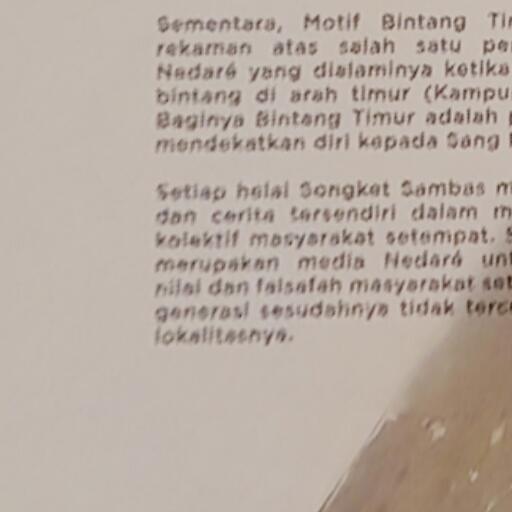 Sementara, Motif Bintang
rekaman atas salah satu
Nedaré yang dialaminya ketika
bintang di arah timur
Baginya Bintang Timur adalah
mendekatkan diri kepada Sang
Setiap helai Songket Sambas
dan cerita tersendiri dalam
kolektif masyarakat setempat.
merupakan media Nedaré
nilai dan falsafah masyarakat
generasi sesudahnya tidak
lokalitasnya.